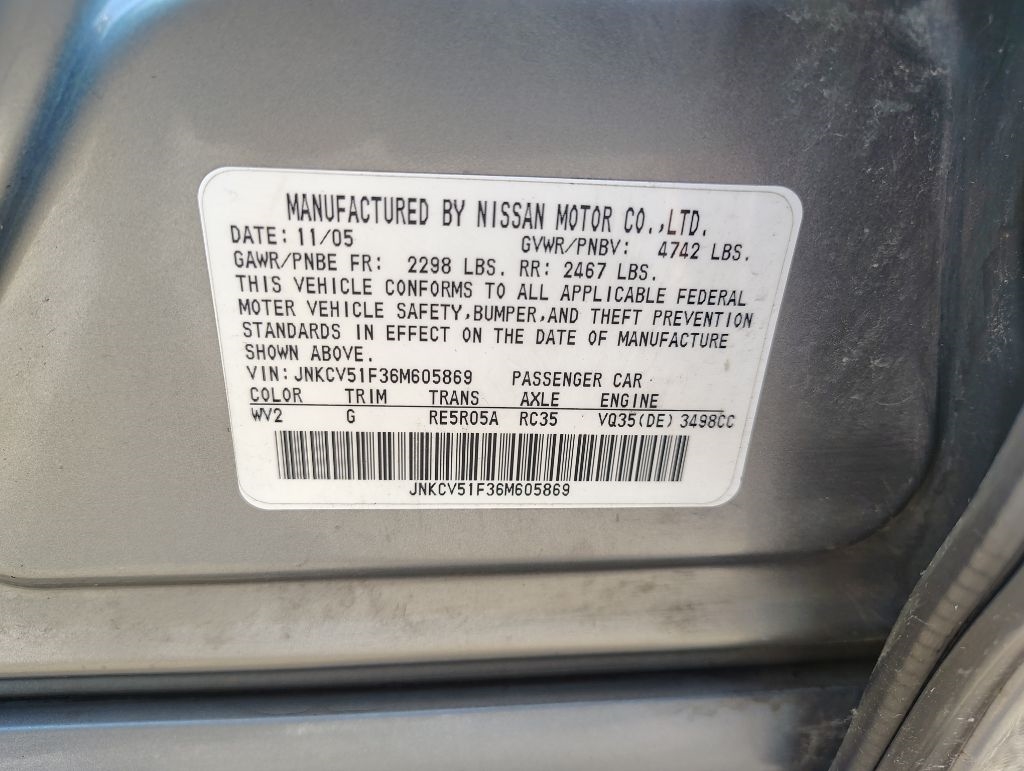 MANUFACTURED BY NISSAN MOTOR CO.,LTD.
DATE: 11/05 GVWR/PNBV: 4742 LBS.
GAWR/PNBE FR: 2298 LBS. RR: 2467 LBS.
THIS VEHICLE CONFORMS TO ALL APPLICABLE FEDERAL
MOTER VEHICLE SAFETY,BUMPER,AND THEFT PREVENTION
STANDARDS IN EFFECT ON THE DATE OF MANUFACTURE
SHOWN ABOVE.
VIN: JNKCV51F36M605869 PASSENGER CAR
COLOR TRIM TRANS AXLE ENGINE
WV2 G RE5R05A RC35 VQ35(DE) 3498CC
JNKCV51F36M605869